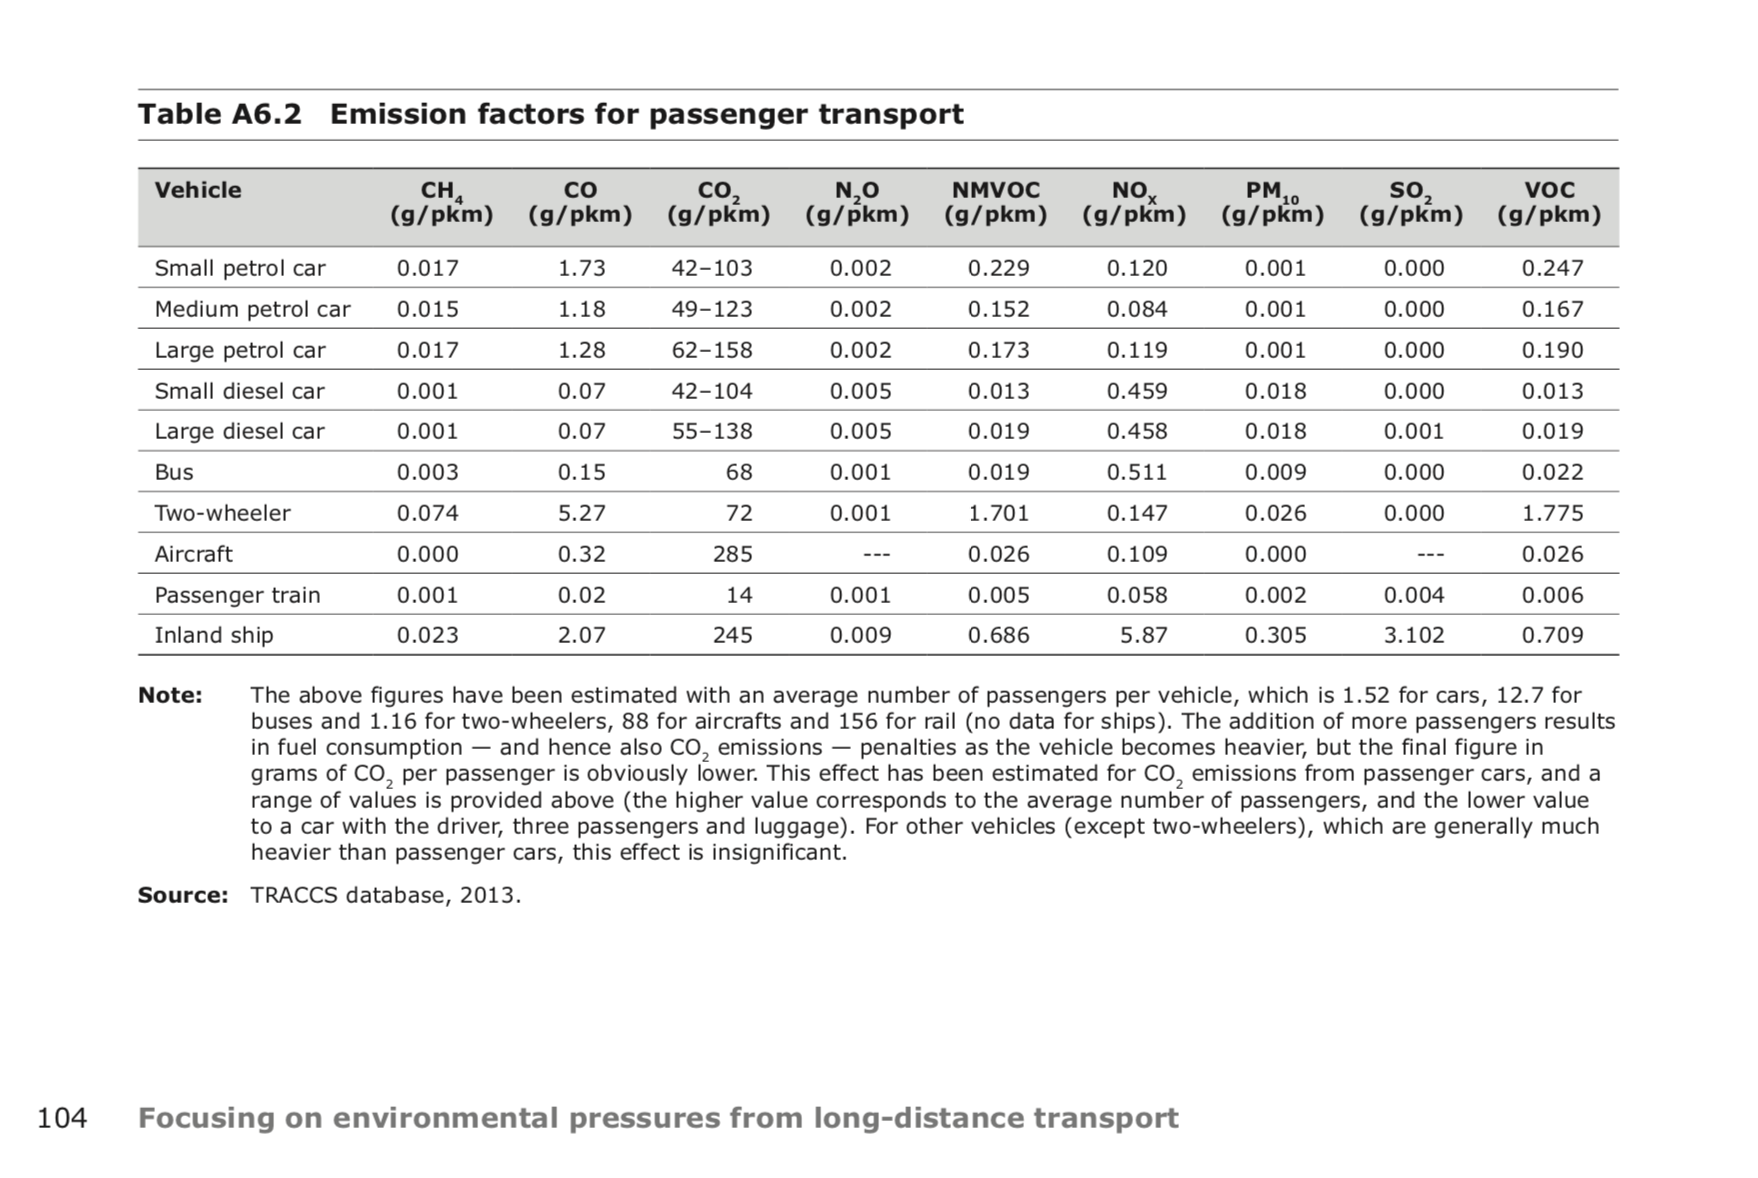 Table A6.2 Emission factors for passenger transport
Vehicle CH4 (g/pkm) CO (g/pkm) CO2 (g/pkm) N2O (g/pkm) NMVOC (g/pkm) NOx (g/pkm) PM10 (g/pkm) SO2 (g/pkm) VOC (g/pkm)
Small petrol car 0.017 1.73 42–103 0.002 0.229 0.120 0.001 0.000 0.247
Medium petrol car 0.015 1.18 49–123 0.002 0.152 0.084 0.001 0.000 0.167
Large petrol car 0.017 1.28 62–158 0.002 0.173 0.119 0.001 0.000 0.190
Small diesel car 0.001 0.07 42–104 0.005 0.013 0.459 0.018 0.000 0.013
Large diesel car 0.001 0.07 55–138 0.005 0.019 0.458 0.018 0.001 0.019
Bus 0.003 0.15 68 0.001 0.019 0.511 0.009 0.000 0.022
Two-wheeler 0.074 5.27 72 0.001 1.701 0.147 0.026 0.000 1.775
Aircraft 0.000 0.32 285 --- 0.026 0.109 0.000 --- 0.026
Passenger train 0.001 0.02 14 0.001 0.005 0.058 0.002 0.004 0.006
Inland ship 0.023 2.07 245 0.009 0.686 5.87 0.305 3.102 0.709
Note: The above figures have been estimated with an average number of passengers per vehicle, which is 1.52 for cars, 12.7 for
buses and 1.16 for two-wheelers, 88 for aircrafts and 156 for rail (no data for ships). The addition of more passengers results
in fuel consumption — and hence also CO2 emissions — penalties as the vehicle becomes heavier, but the final figure in
grams of CO2 per passenger is obviously lower. This effect has been estimated for CO2 emissions from passenger cars, and a
range of values is provided above (the higher value corresponds to the average number of passengers, and the lower value
to a car with the driver, three passengers and luggage). For other vehicles (except two-wheelers), which are generally much
heavier than passenger cars, this effect is insignificant.
Source: TRACCS database, 2013.
104 Focusing on environmental pressures from long-distance transport